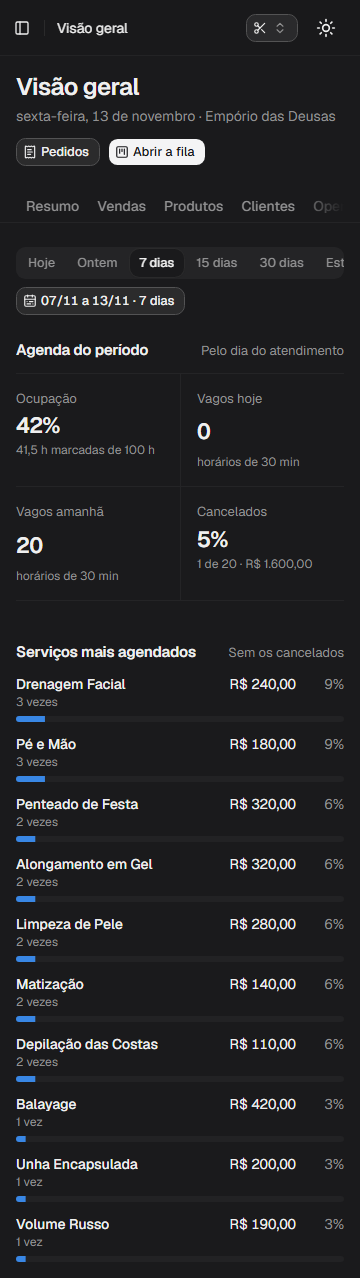 Visão geral
Visão geral
sexta-feira, 13 de novembro · Empório das Deusas
Pedidos
Abrir a fila
Resumo Vendas Produtos Clientes Ope
Hoje Ontem 7 dias 15 dias 30 dias Est
07/11 a 13/11 · 7 dias
Agenda do período Pelo dia do atendimento
Ocupação
42%
41,5 h marcadas de 100 h
Vagos hoje
0
horários de 30 min
Vagos amanhã
20
horários de 30 min
Cancelados
5%
1 de 20 · R$ 1.600,00
Serviços mais agendados Sem os cancelados
Drenagem Facial R$ 240,00 9%
3 vezes
Pé e Mão R$ 180,00 9%
3 vezes
Penteado de Festa R$ 320,00 6%
2 vezes
Alongamento em Gel R$ 320,00 6%
2 vezes
Limpeza de Pele R$ 280,00 6%
2 vezes
Matização R$ 140,00 6%
2 vezes
Depilação das Costas R$ 110,00 6%
2 vezes
Balayage R$ 420,00 3%
1 vez
Unha Encapsulada R$ 200,00 3%
1 vez
Volume Russo R$ 190,00 3%
1 vez